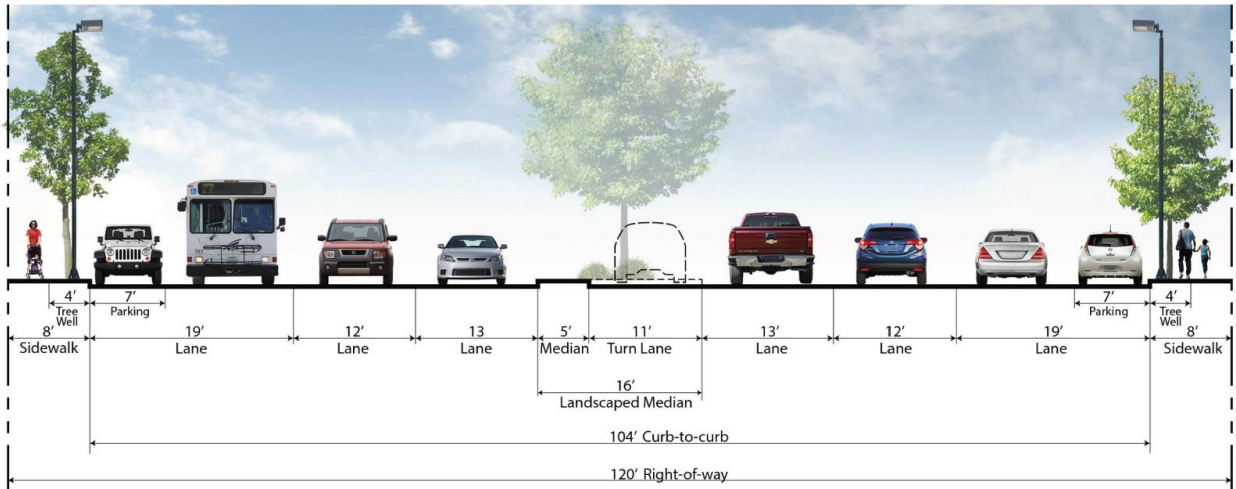 77
4’
Tree
Well
7’
Parking
7’
Parking
4’
Tree
Well
8’
Sidewalk
19’
Lane
12’
Lane
13
Lane
5’
Median
11’
Turn Lane
13’
Lane
12’
Lane
19’
Lane
8’
Sidewalk
16’
Landscaped Median
104’ Curb-to-curb
120’ Right-of-way